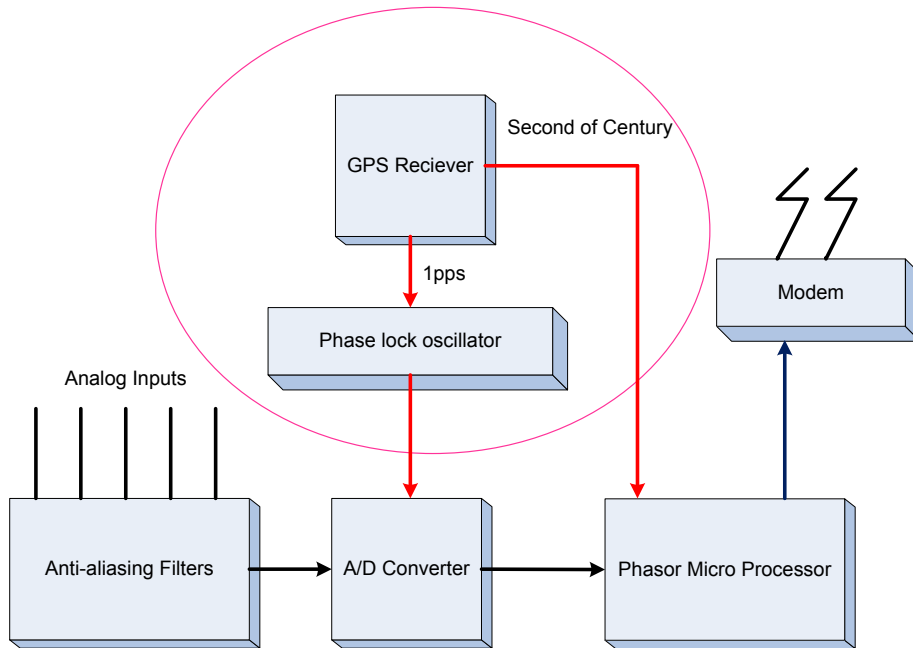 Second of Century
GPS Reciever
1pps
Modem
Phase lock oscillator
Analog Inputs
Anti-aliasing Filters
A/D Converter
Phasor Micro Processor